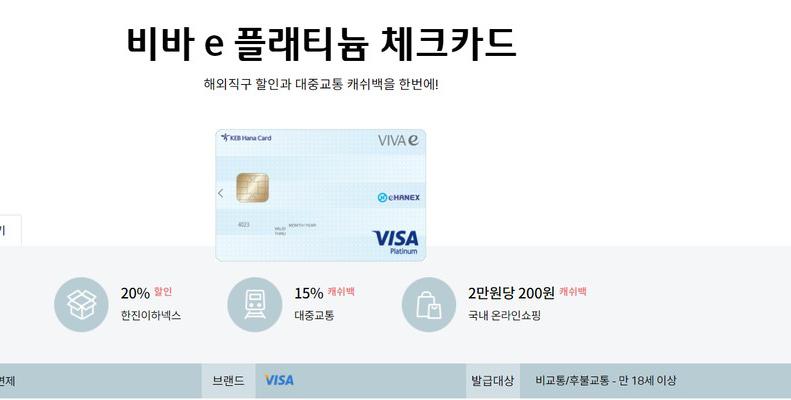 비바 e 플래티늄 체크카드
해외직구 할인과 대중교통 캐쉬백을 한번에!
KEB Hana Card
VIVA e
eHANEX
4023
VALID THRU
MONTH/YEAR
VISA
Platinum
기
20% 할인
한진이하넥스
15% 캐쉬백
대중교통
2만원당 200원 캐쉬백
국내 온라인쇼핑
면제
브랜드
VISA
발급대상
비교통/후불교통 - 만 18세 이상